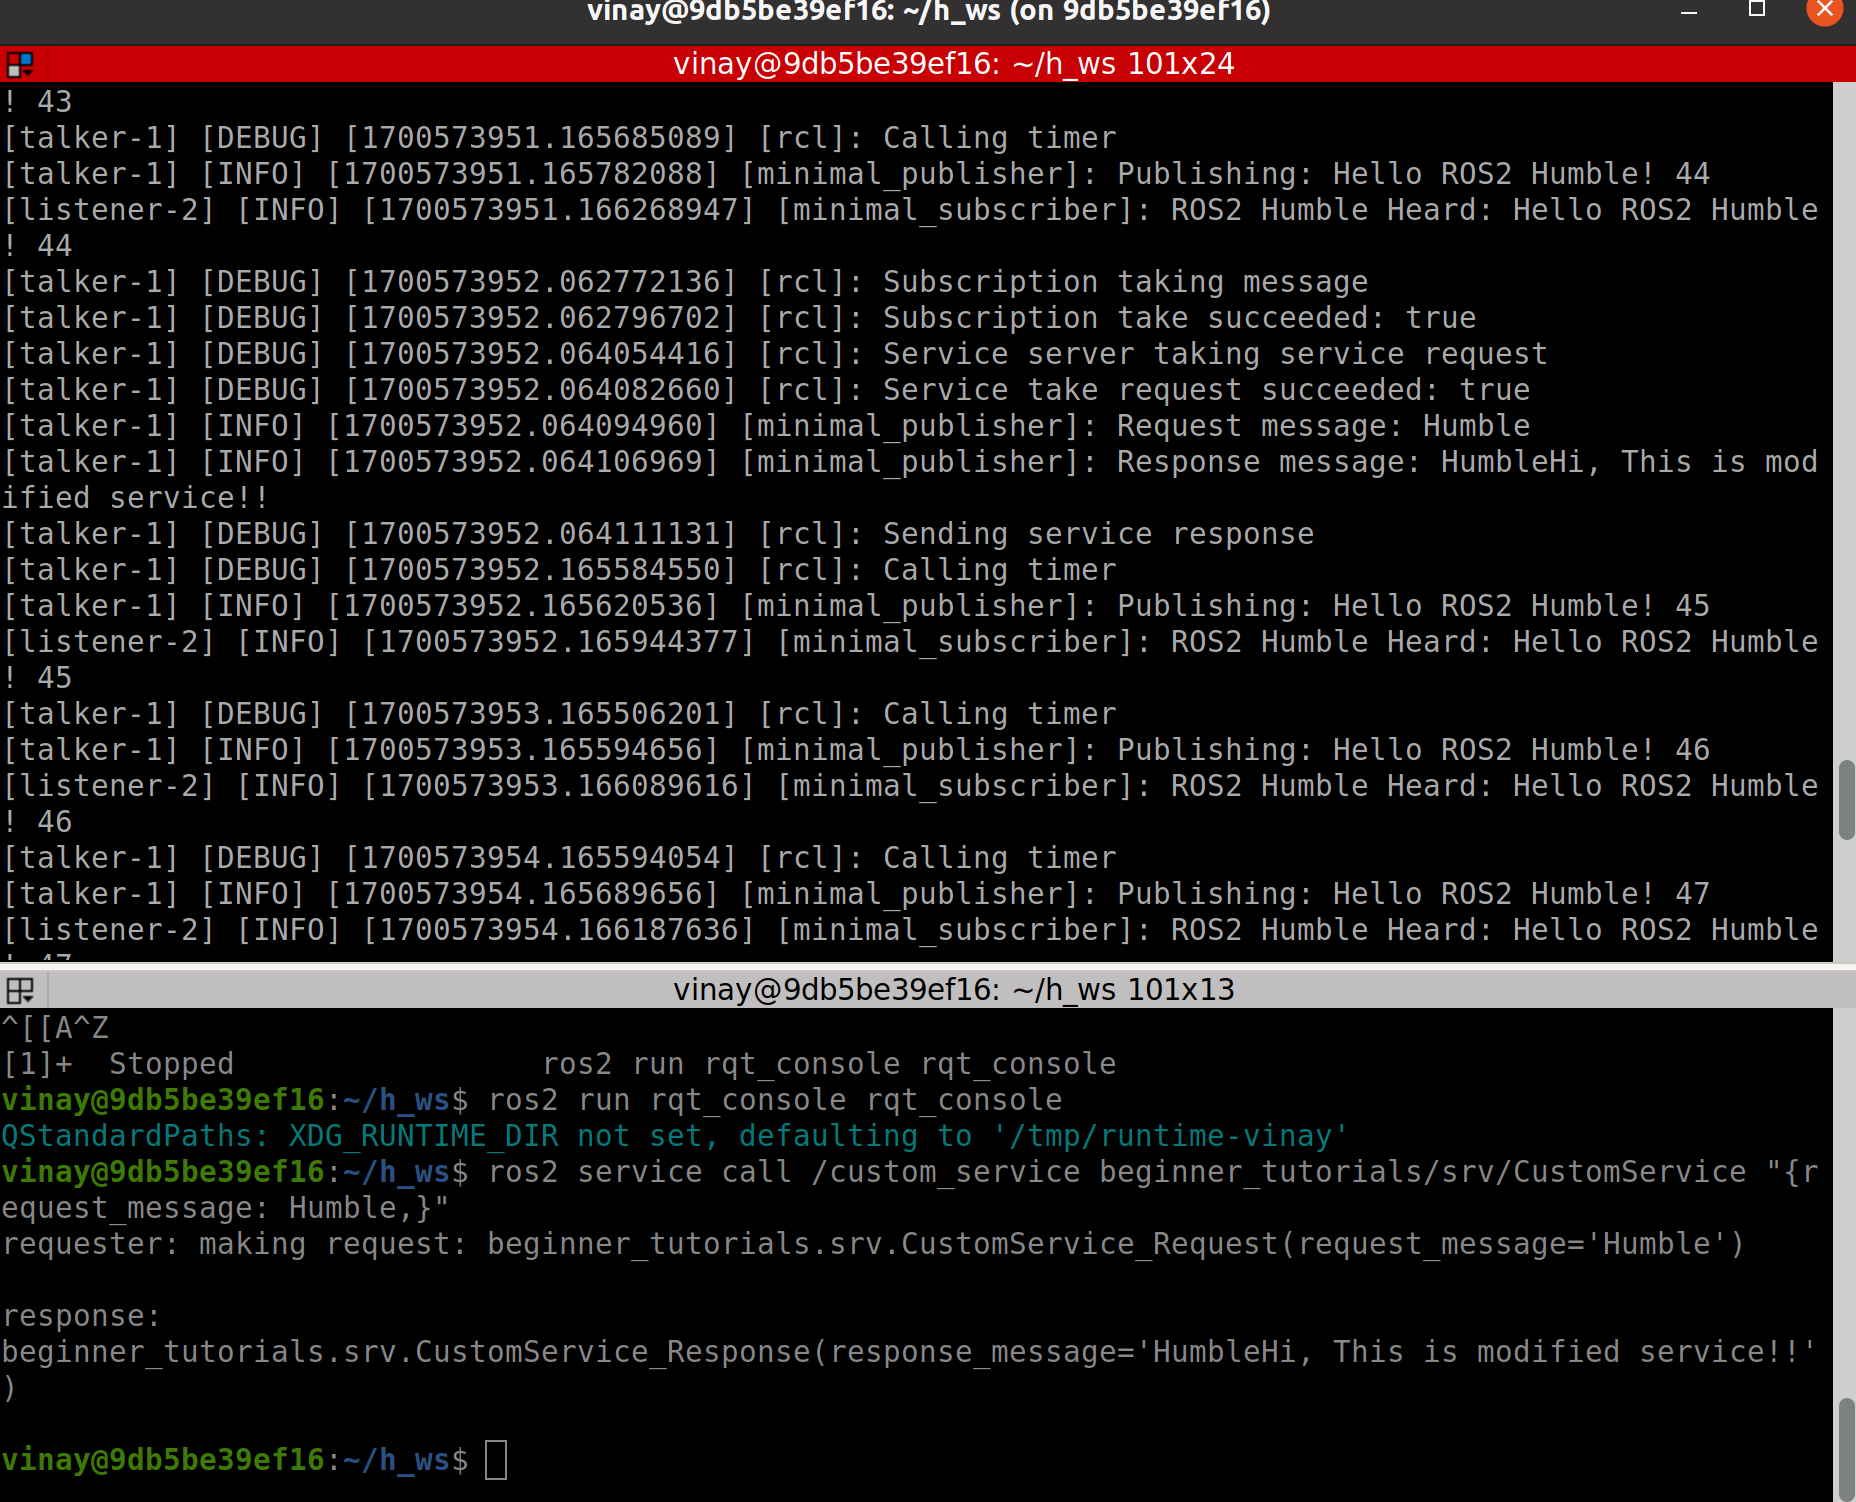 vinay@9db5be39ef16: ~/h_ws (on 9db5be39ef16)
vinay@9db5be39ef16: ~/h_ws 101x24
! 43
[talker-1] [DEBUG] [1700573951.165685089] [rcl]: Calling timer
[talker-1] [INFO] [1700573951.165782088] [minimal_publisher]: Publishing: Hello ROS2 Humble! 44
[listener-2] [INFO] [1700573951.166268947] [minimal_subscriber]: ROS2 Humble Heard: Hello ROS2 Humble
! 44
[talker-1] [DEBUG] [1700573952.062772136] [rcl]: Subscription taking message
[talker-1] [DEBUG] [1700573952.062796702] [rcl]: Subscription take succeeded: true
[talker-1] [DEBUG] [1700573952.064054416] [rcl]: Service server taking service request
[talker-1] [DEBUG] [1700573952.064082660] [rcl]: Service take request succeeded: true
[talker-1] [INFO] [1700573952.064094960] [minimal_publisher]: Request message: Humble
[talker-1] [INFO] [1700573952.064106969] [minimal_publisher]: Response message: HumbleHi, This is mod
ified service!!
[talker-1] [DEBUG] [1700573952.064111131] [rcl]: Sending service response
[talker-1] [DEBUG] [1700573952.165584550] [rcl]: Calling timer
[talker-1] [INFO] [1700573952.165620536] [minimal_publisher]: Publishing: Hello ROS2 Humble! 45
[listener-2] [INFO] [1700573952.165944377] [minimal_subscriber]: ROS2 Humble Heard: Hello ROS2 Humble
! 45
[talker-1] [DEBUG] [1700573953.165506201] [rcl]: Calling timer
[talker-1] [INFO] [1700573953.165594656] [minimal_publisher]: Publishing: Hello ROS2 Humble! 46
[listener-2] [INFO] [1700573953.166089616] [minimal_subscriber]: ROS2 Humble Heard: Hello ROS2 Humble
! 46
[talker-1] [DEBUG] [1700573954.165594054] [rcl]: Calling timer
[talker-1] [INFO] [1700573954.165689656] [minimal_publisher]: Publishing: Hello ROS2 Humble! 47
[listener-2] [INFO] [1700573954.166187636] [minimal_subscriber]: ROS2 Humble Heard: Hello ROS2 Humble
! 47
vinay@9db5be39ef16: ~/h_ws 101x13
^[[A^Z
[1]+  Stopped                 ros2 run rqt_console rqt_console
vinay@9db5be39ef16:~/h_ws$ ros2 run rqt_console rqt_console
QStandardPaths: XDG_RUNTIME_DIR not set, defaulting to '/tmp/runtime-vinay'
vinay@9db5be39ef16:~/h_ws$ ros2 service call /custom_service beginner_tutorials/srv/CustomService "{r
equest_message: Humble,}"
requester: making request: beginner_tutorials.srv.CustomService_Request(request_message='Humble')
response:
beginner_tutorials.srv.CustomService_Response(response_message='HumbleHi, This is modified service!!'
)
vinay@9db5be39ef16:~/h_ws$